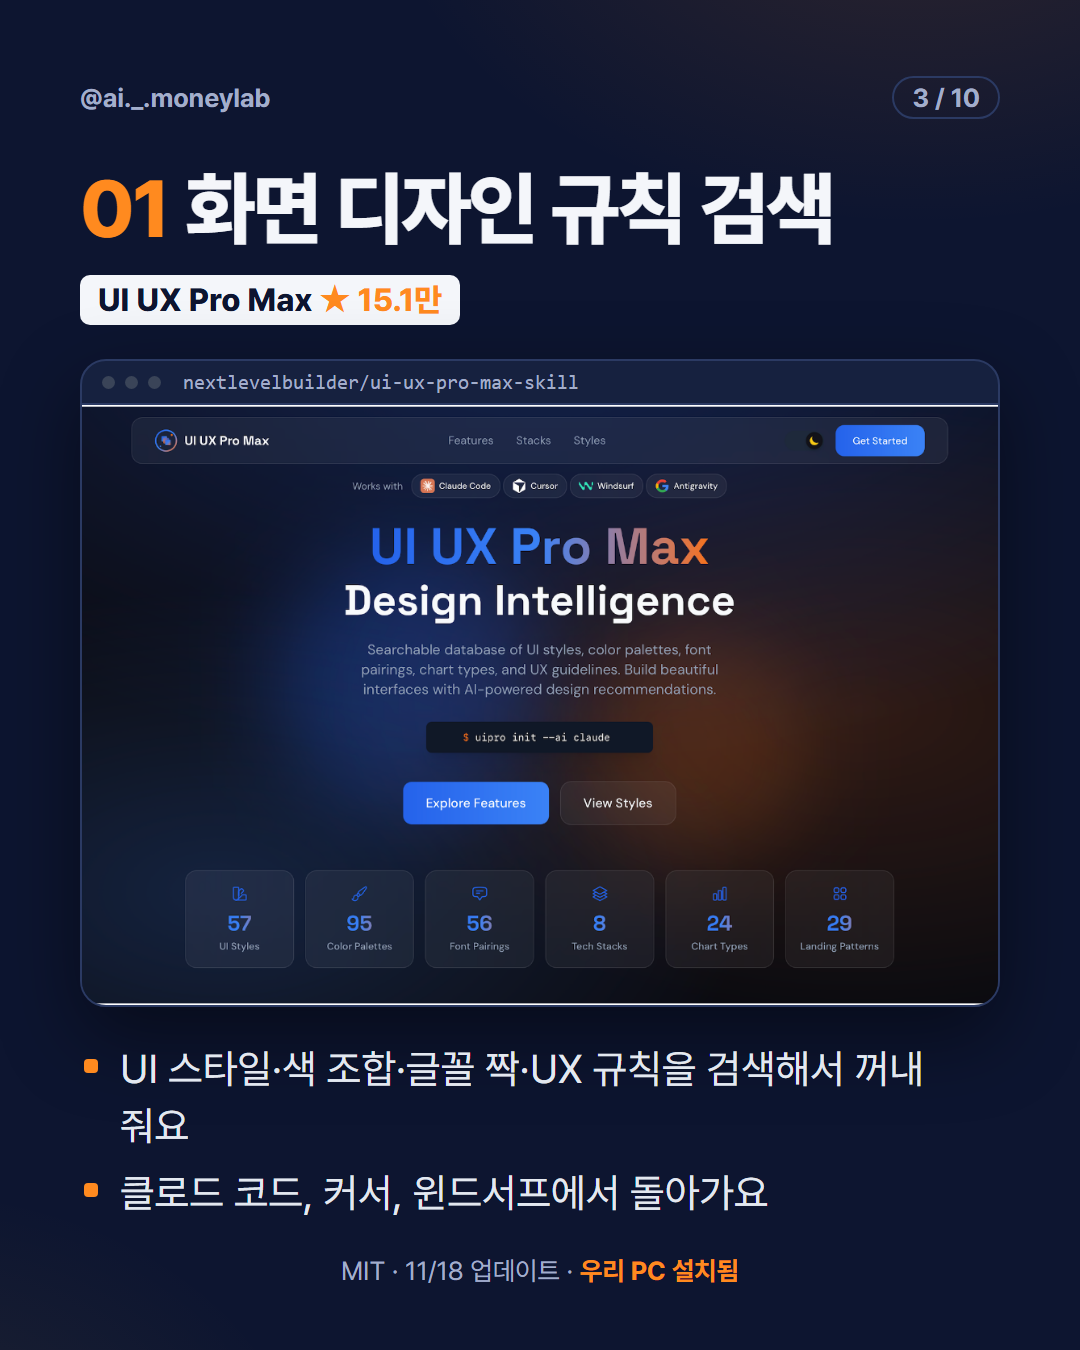 @ai._.moneylab
3 / 10
01 화면 디자인 규칙 검색
UI UX Pro Max ★ 15.1만
nextlevelbuilder/ui-ux-pro-max-skill
UI UX Pro Max
Features Stacks Styles
Get Started
Works with Claude Code Cursor Windsurf Antigravity
UI UX Pro Max
Design Intelligence
Searchable database of UI styles, color palettes, font
pairings, chart types, and UX guidelines. Build beautiful
interfaces with AI-powered design recommendations.
$ uipro init --ai claude
Explore Features View Styles
57 95 56 8 24 29
UI Styles Color Palettes Font Pairings Tech Stacks Chart Types Landing Patterns
UI 스타일·색 조합·글꼴 짝·UX 규칙을 검색해서 꺼내
줘요
클로드 코드, 커서, 윈드서프에서 돌아가요
MIT · 11/18 업데이트 · 우리 PC 설치됨